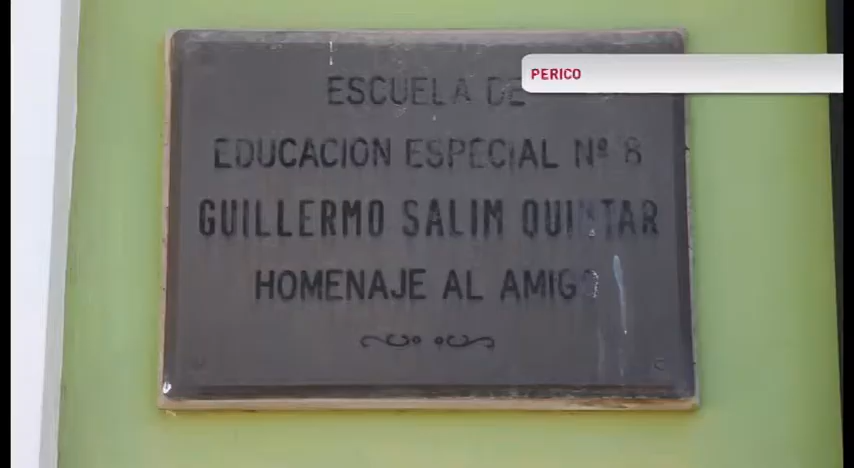 PERICO
ESCUELA DE
EDUCACION ESPECIAL Nº 8
GUILLERMO SALIM QUINTAR
HOMENAJE AL AMIGO